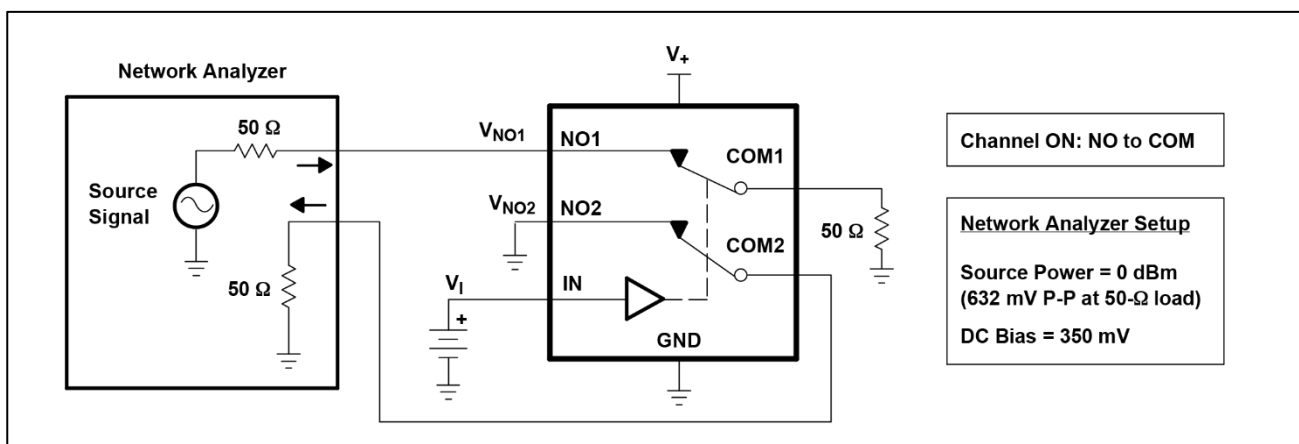 Network Analyzer
50 Ω
Source
Signal
50 Ω
V+
VNO1
NO1
COM1
VNO2
NO2
COM2
50 Ω
VI
+
IN
GND
Channel ON: NO to COM
Network Analyzer Setup
Source Power = 0 dBm
(632 mV P-P at 50-Ω load)
DC Bias = 350 mV